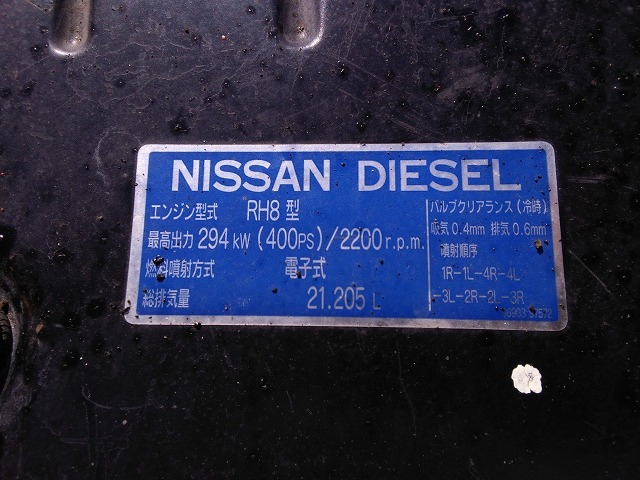 NISSAN DIESEL
エンジン型式 RH8 型
最高出力 294 kW (400PS)/2200 r.p.m.
燃料噴射方式 電子式
総排気量 21.205 L
バルブクリアランス (冷時)
吸気 0.4mm 排気 0.6mm
噴射順序
1R-1L-4R-4L
-3L-2R-2L-3R